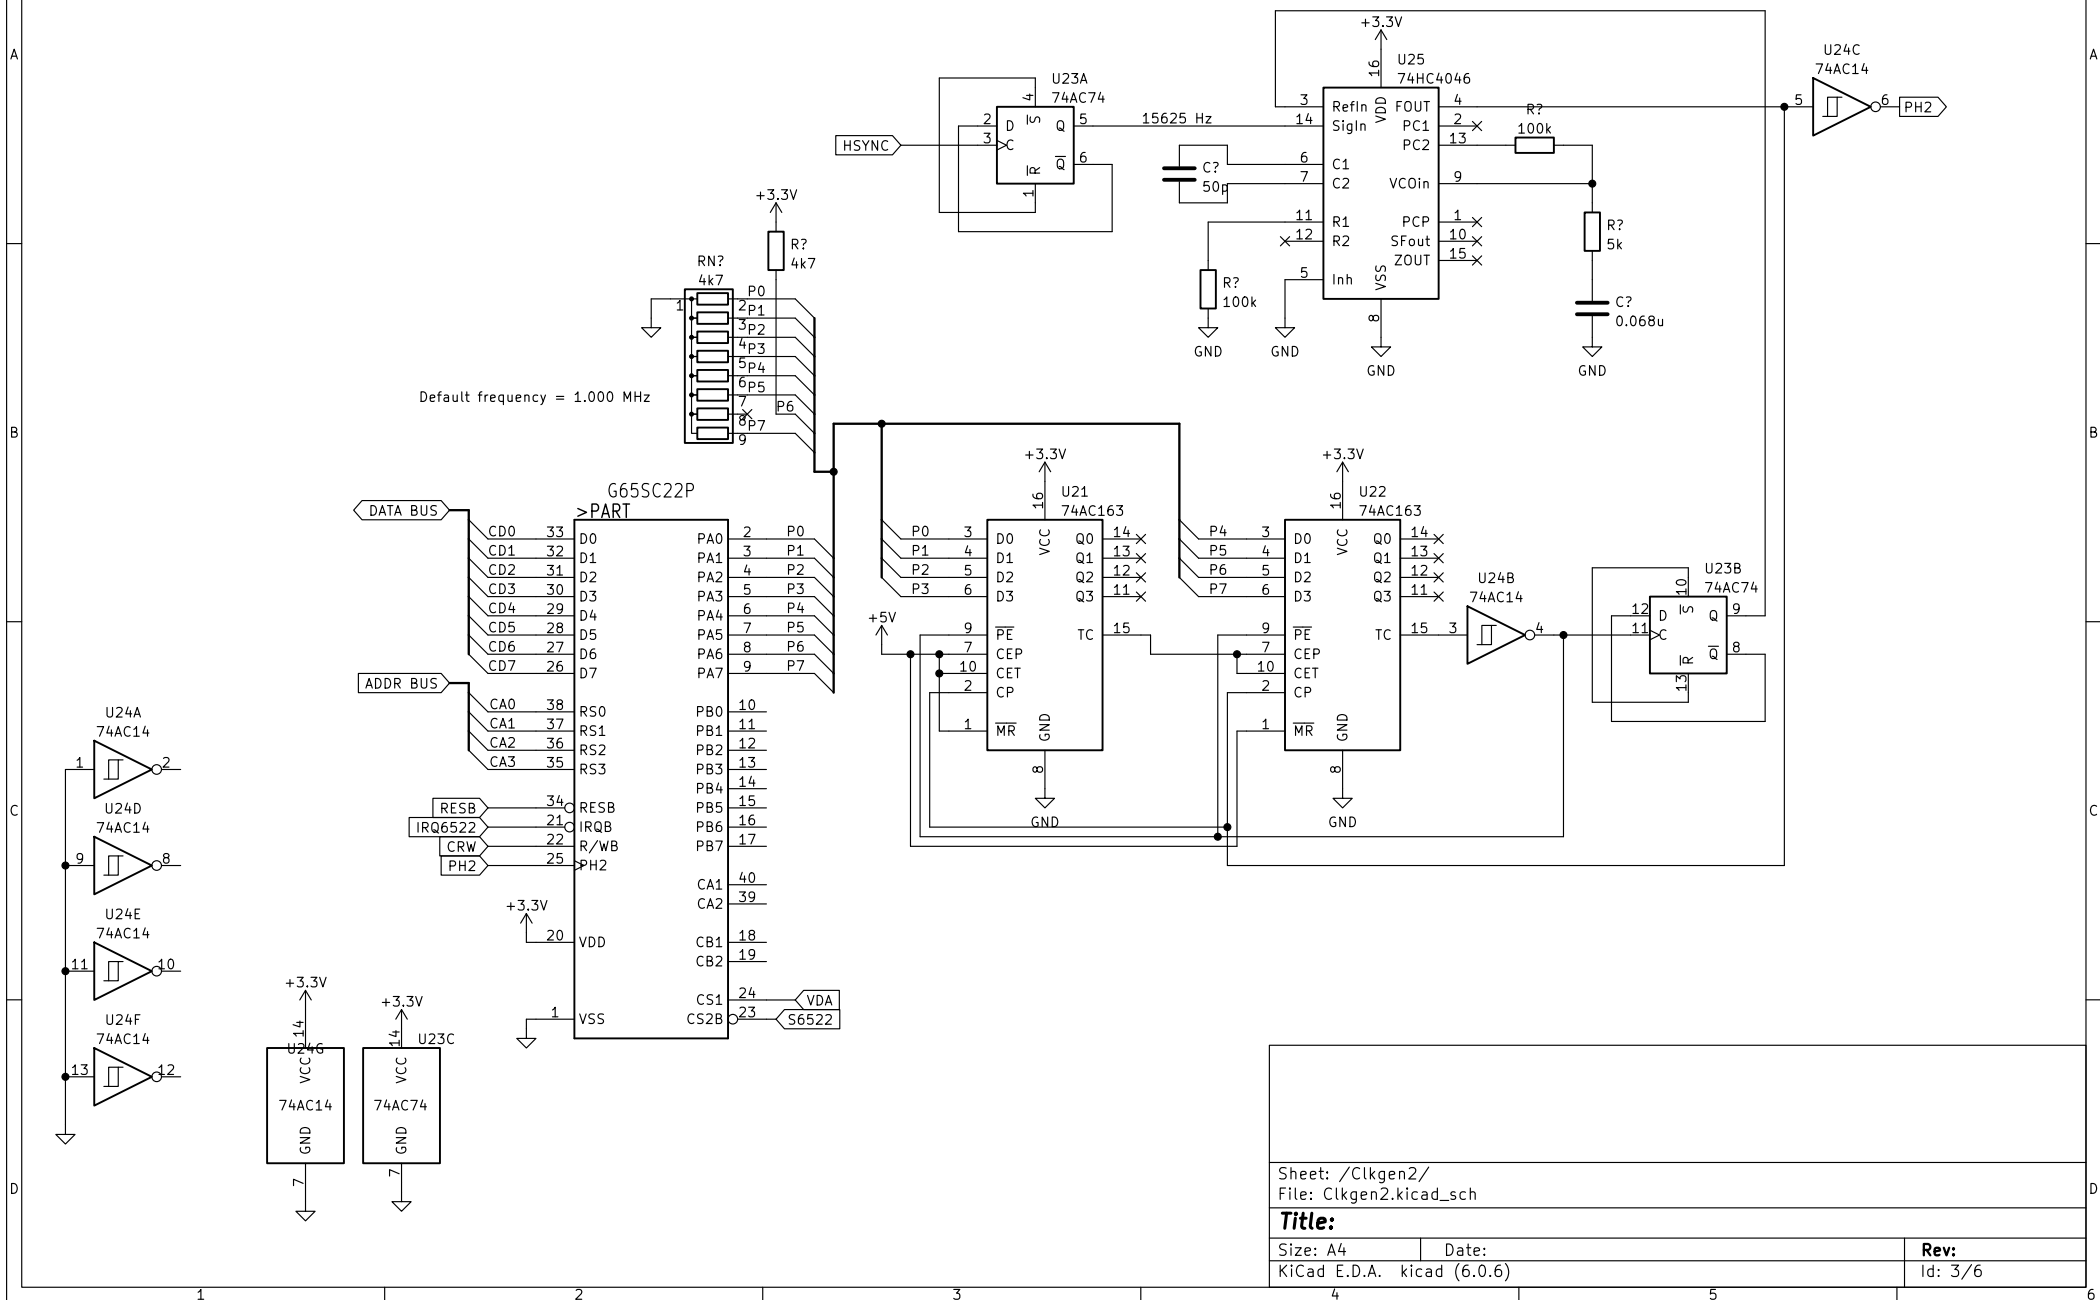 A
A
+3.3V
16
U25
74HC4046
U24C
74AC14
U23A
74AC74
4
2
D
S
Q
5
3
C
6
Q
R
1
HSYNC
15625 Hz
3
RefIn
VDD
FOUT
4
14
SigIn
PC1
2
PC2
13
6
C1
7
C2
VCOin
9
11
R1
PCP
1
12
R2
SFout
10
ZOUT
15
5
Inh
VSS
8
R?
100k
5
6
PH2
C?
50p
R?
100k
GND
GND
GND
R?
5k
C?
0.068u
GND
+3.3V
R?
4k7
RN?
4k7
1
P0
2
P1
3
P2
4
P3
5
P4
6
P5
7
P6
8
P7
9
Default frequency = 1.000 MHz
B
B
G65SC22P
>PART
DATA BUS
CD0
33
D0
CD1
32
D1
CD2
31
D2
CD3
30
D3
CD4
29
D4
CD5
28
D5
CD6
27
D6
CD7
26
D7
ADDR BUS
CA0
38
RS0
CA1
37
RS1
CA2
36
RS2
CA3
35
RS3
RESB
34
RESB
IRQ6522
21
IRQB
CRW
22
R/WB
PH2
25
PH2
+3.3V
20
VDD
1
VSS
PA0
2
P0
PA1
3
P1
PA2
4
P2
PA3
5
P3
PA4
6
P4
PA5
7
P5
PA6
8
P6
PA7
9
P7
PB0
10
PB1
11
PB2
12
PB3
13
PB4
14
PB5
15
PB6
16
PB7
17
CA1
40
CA2
39
CB1
18
CB2
19
CS1
24
VDA
CS2B
23
S6522
+3.3V
16
U21
74AC163
P0
3
D0
VCC
Q0
14
P1
4
D1
Q1
13
P2
5
D2
Q2
12
P3
6
D3
Q3
11
+5V
9
PE
TC
15
7
CEP
10
CET
2
CP
1
MR
GND
8
GND
+3.3V
16
U22
74AC163
P4
3
D0
VCC
Q0
14
P5
4
D1
Q1
13
P6
5
D2
Q2
12
P7
6
D3
Q3
11
9
PE
TC
15
7
CEP
10
CET
2
CP
1
MR
GND
8
GND
U24B
74AC14
3
4
U23B
74AC74
10
12
D
S
Q
9
11
C
8
R
Q
13
U24A
74AC14
1
2
U24D
74AC14
9
8
U24E
74AC14
11
10
U24F
74AC14
13
12
C
C
+3.3V
14
U24G
VCC
74AC14
GND
7
+3.3V
14
U23C
VCC
74AC74
GND
7
D
D
Sheet: /Clkgen2/
File: Clkgen2.kicad_sch
Title:
Size: A4
Date:
Rev:
KiCad E.D.A. kicad (6.0.6)
Id: 3/6
1
2
3
4
5
6